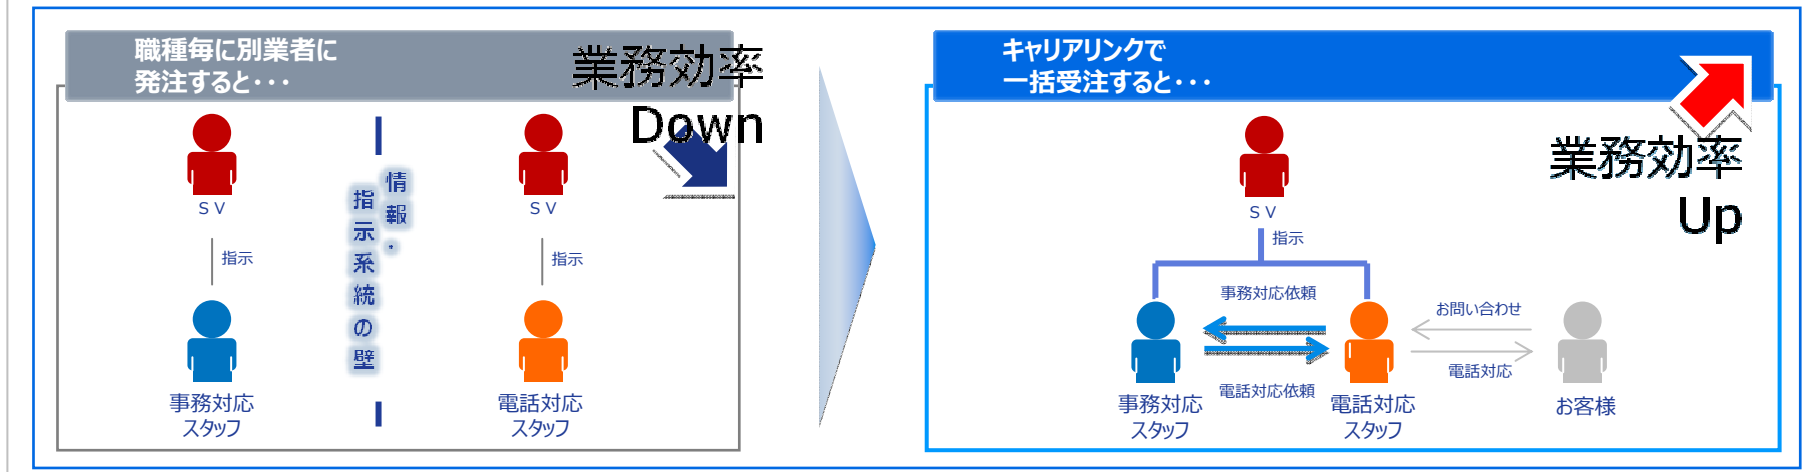 職種毎に別業者に
発注すると・・・
業務効率
Down
ＳＶ
指示
事務対応
スタッフ
情報・
指示系統の壁
ＳＶ
指示
電話対応
スタッフ
キャリアリンクで
一括受注すると・・・
業務効率
Up
ＳＶ
指示
事務対応依頼
電話対応依頼
事務対応
スタッフ
電話対応
スタッフ
お問い合わせ
電話対応
お客様